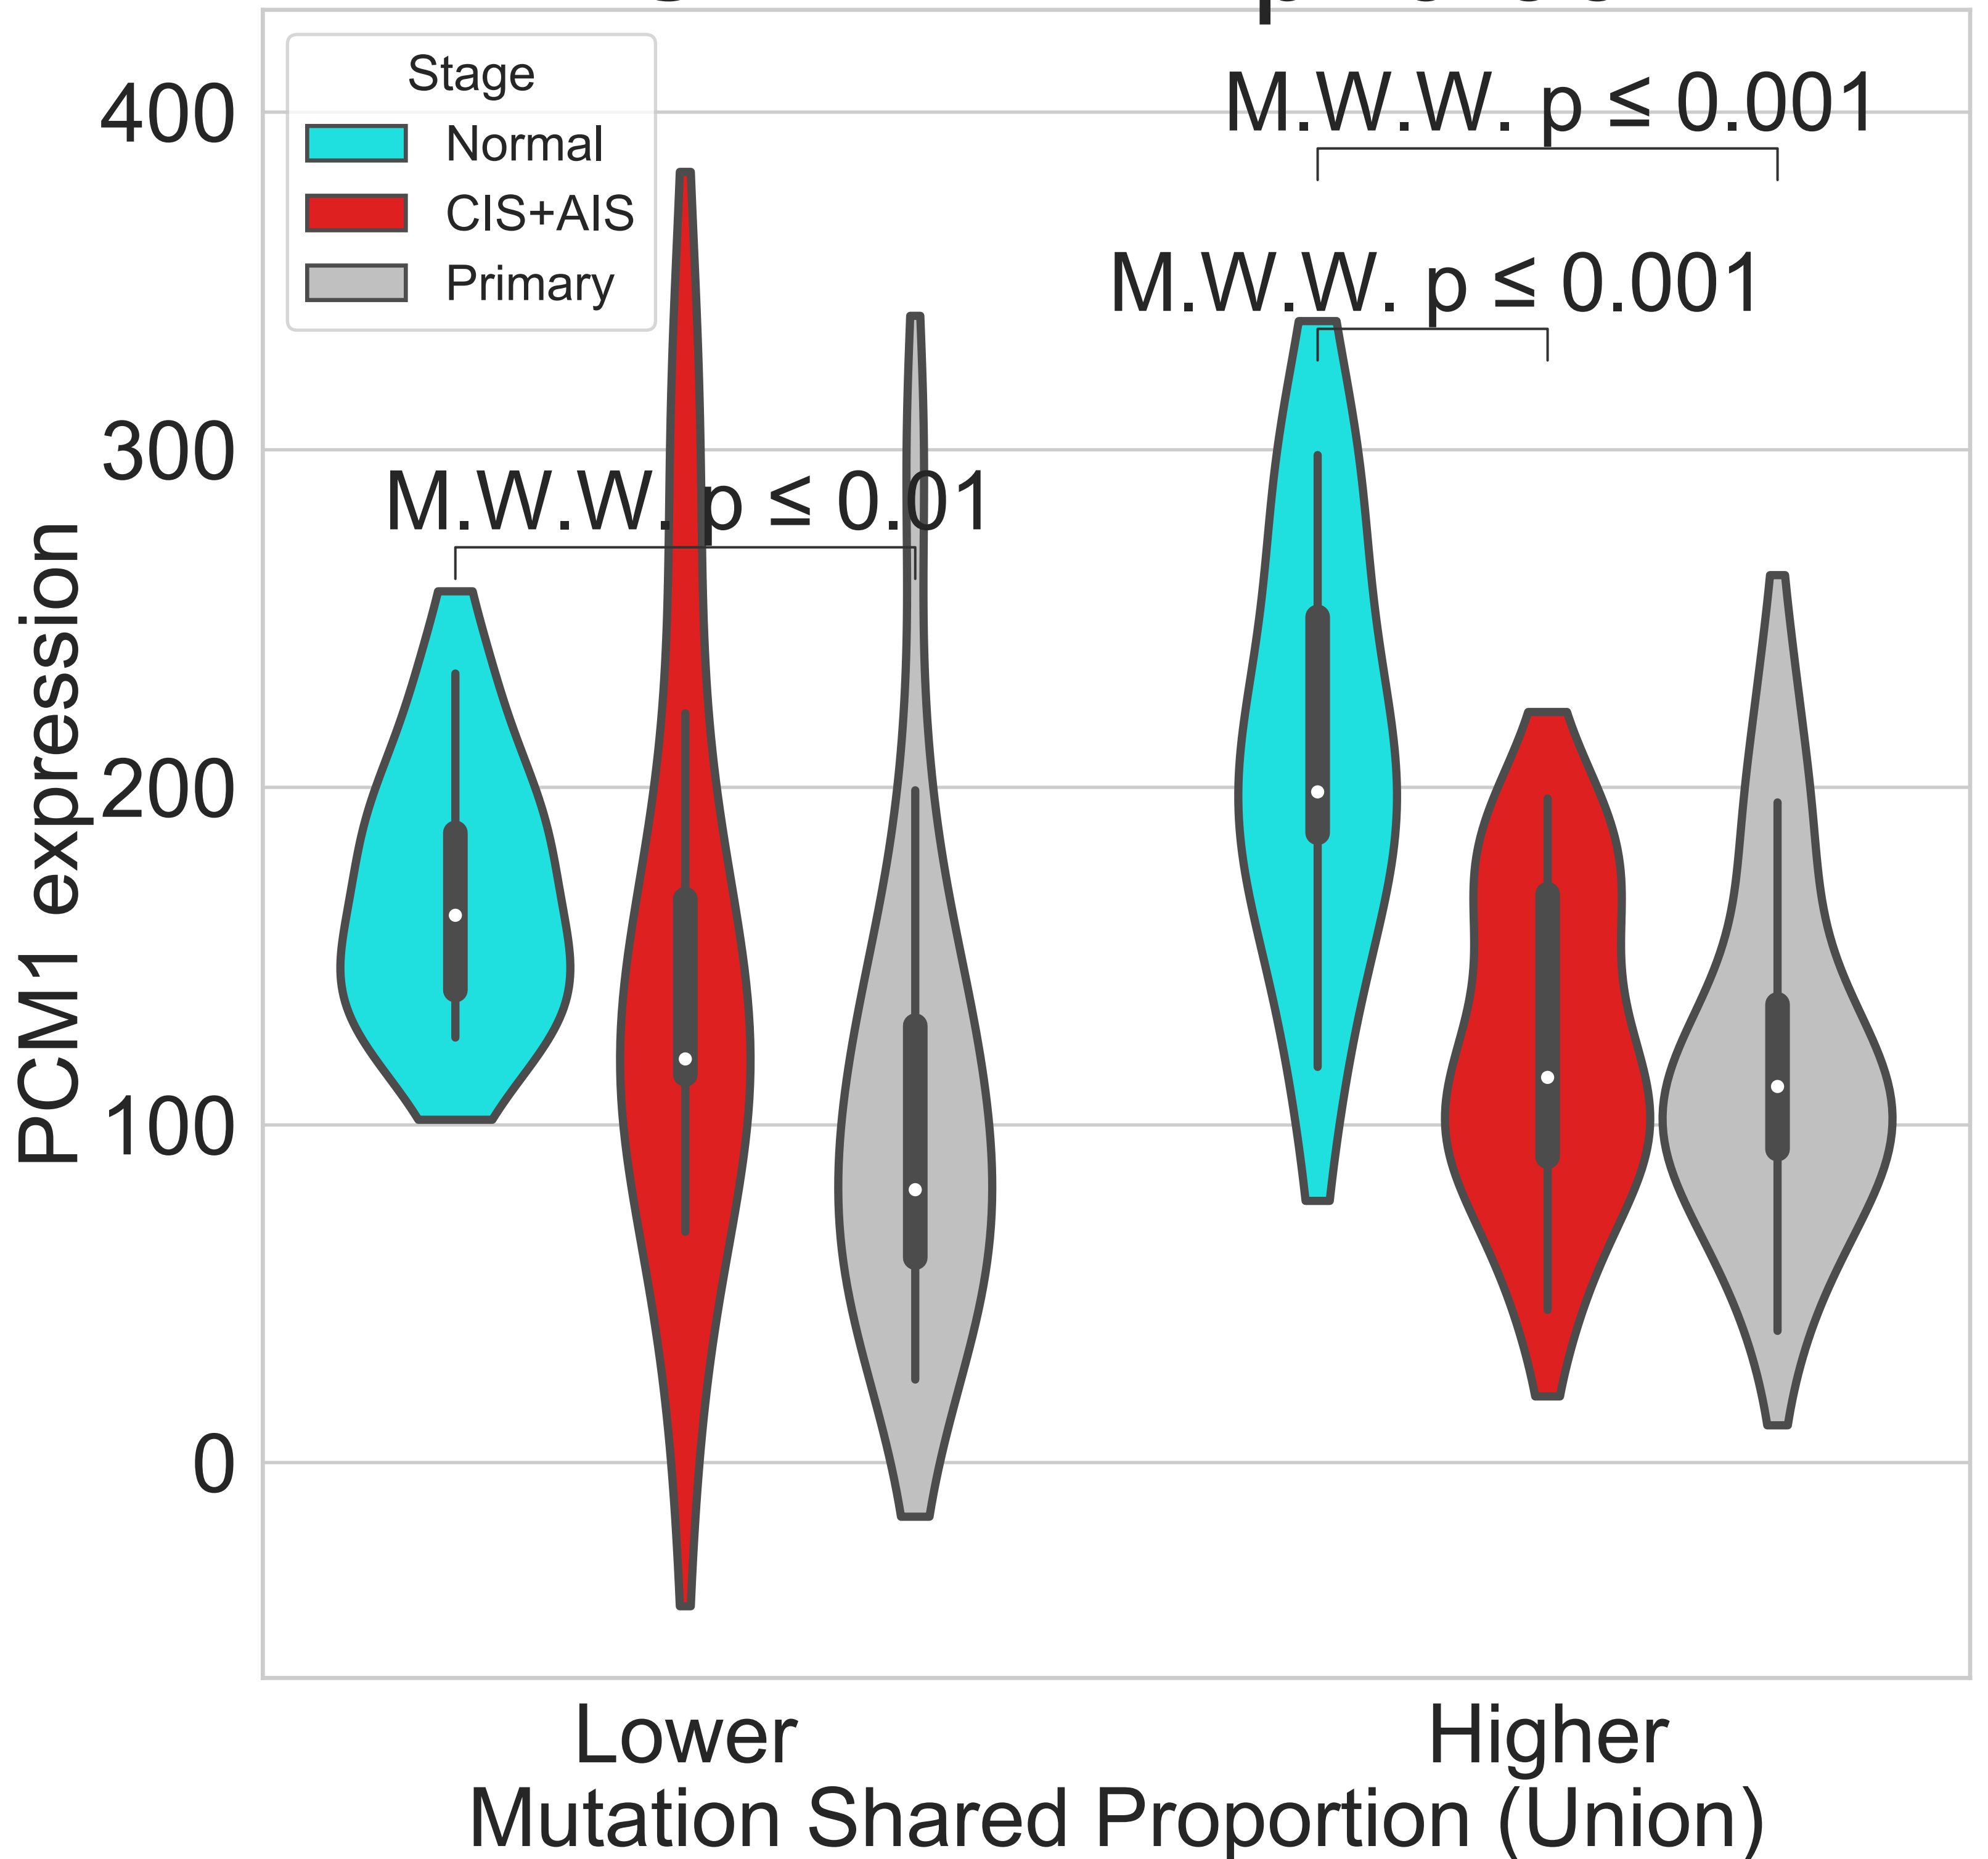 Stage
Normal
CIS+AIS
Primary
M.W.W. p ≤ 0.001
M.W.W. p ≤ 0.001
M.W.W. p ≤ 0.01
400
300
200
100
0
PCM1 expression
Lower
Higher
Mutation Shared Proportion (Union)